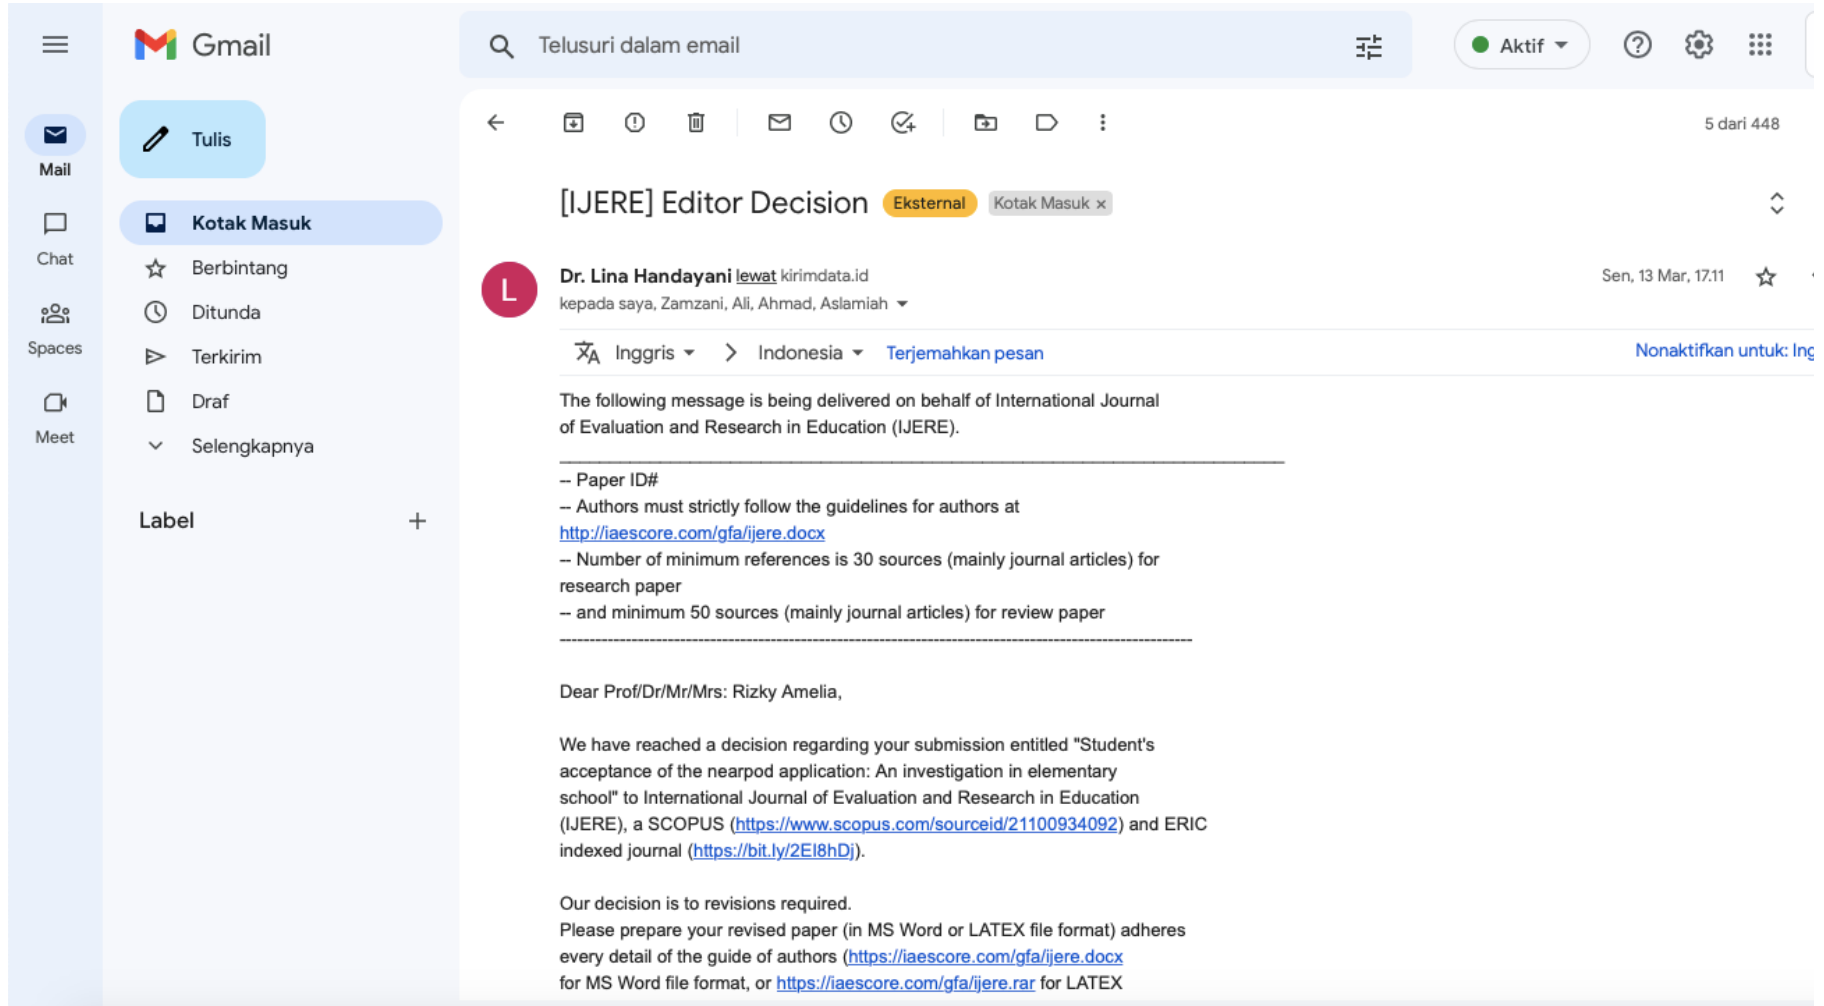 Gmail
Telusuri dalam email
Aktif
Tulis
5 dari 448
Mail
Chat
Spaces
Meet
Kotak Masuk
Berbintang
Ditunda
Terkirim
Draf
Selengkapnya
Label
[IJERE] Editor Decision Eksternal Kotak Masuk ×
L
Dr. Lina Handayani lewat kirimdata.id
Sen, 13 Mar, 17.11
kepada saya, Zamzani, Ali, Ahmad, Aslamiah
Inggris > Indonesia Terjemahkan pesan
Nonaktifkan untuk: Ing
The following message is being delivered on behalf of International Journal
of Evaluation and Research in Education (IJERE).
-- Paper ID#
-- Authors must strictly follow the guidelines for authors at
http://iaescore.com/gfa/ijere.docx
-- Number of minimum references is 30 sources (mainly journal articles) for
research paper
-- and minimum 50 sources (mainly journal articles) for review paper
Dear Prof/Dr/Mr/Mrs: Rizky Amelia,
We have reached a decision regarding your submission entitled "Student's
acceptance of the nearpod application: An investigation in elementary
school" to International Journal of Evaluation and Research in Education
(IJERE), a SCOPUS (https://www.scopus.com/sourceid/21100934092) and ERIC
indexed journal (https://bit.ly/2EI8hDj).
Our decision is to revisions required.
Please prepare your revised paper (in MS Word or LATEX file format) adheres
every detail of the guide of authors (https://iaescore.com/gfa/ijere.docx
for MS Word file format, or https://iaescore.com/gfa/ijere.rar for LATEX